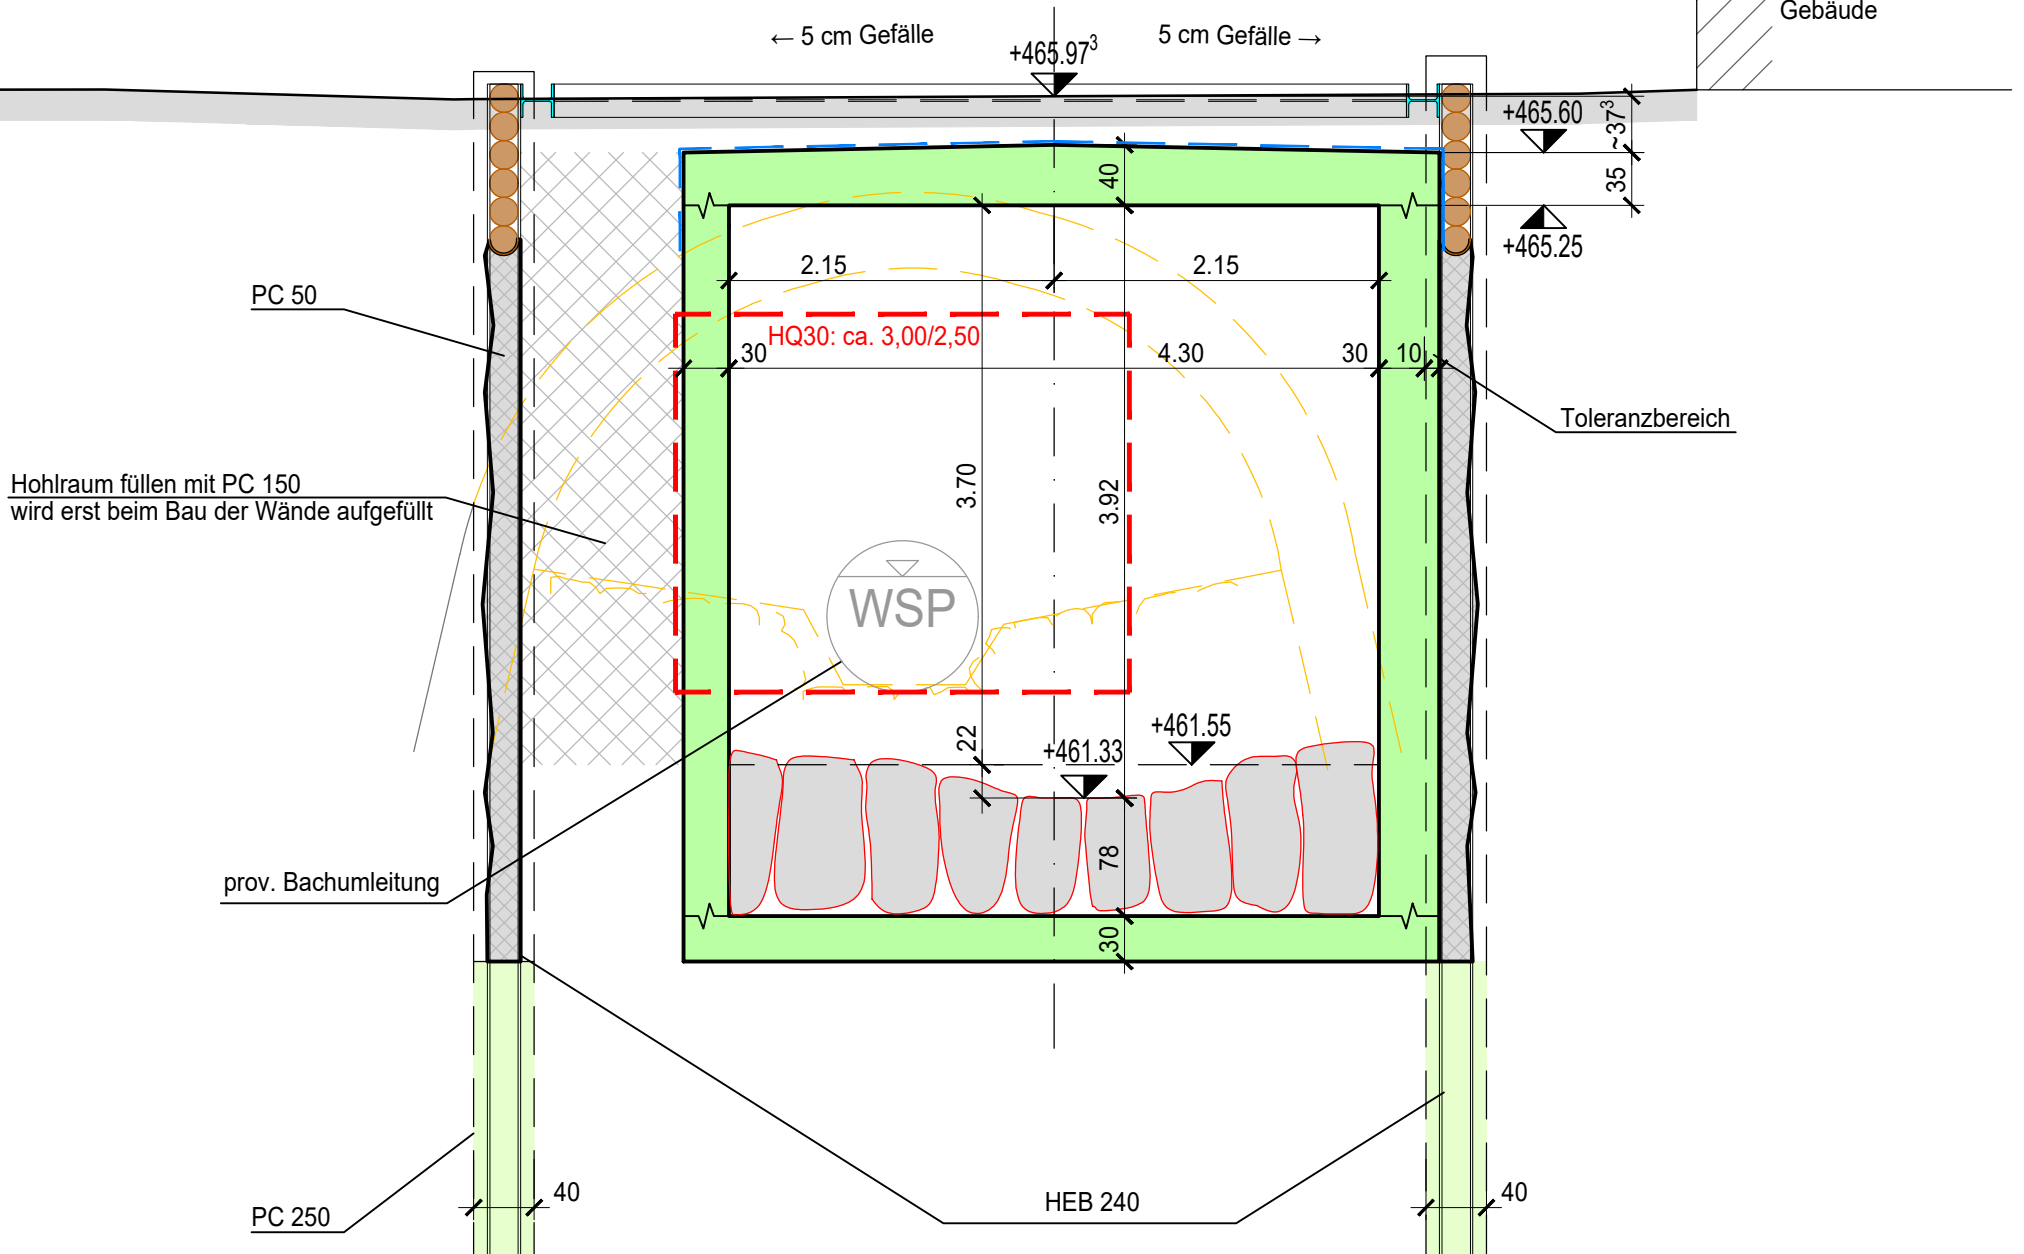 Gebäude
← 5 cm Gefälle
5 cm Gefälle →
+465.97³
+465.60
~37³
40
35
+465.25
2.15
2.15
PC 50
HQ30: ca. 3,00/2,50
30
4.30
30
10
Toleranzbereich
3.70
3.92
Hohlraum füllen mit PC 150
wird erst beim Bau der Wände aufgefüllt
WSP
22
+461.33
+461.55
78
prov. Bachumleitung
30
40
HEB 240
40
PC 250